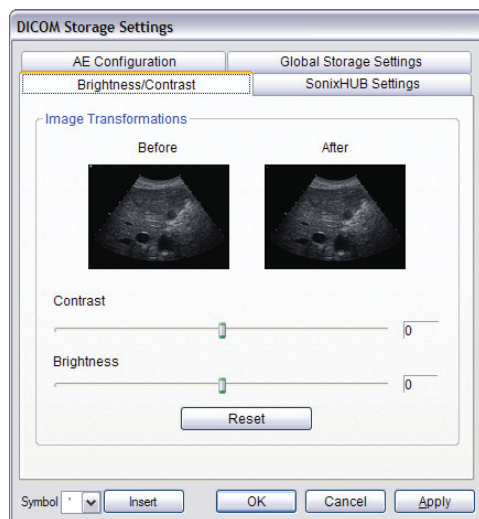 DICOM Storage Settings
AE Configuration Global Storage Settings
Brightness/Contrast SonixHUB Settings
Image Transformations
Before After
Contrast
0
Brightness
0
Reset
Symbol ' Insert OK Cancel Apply